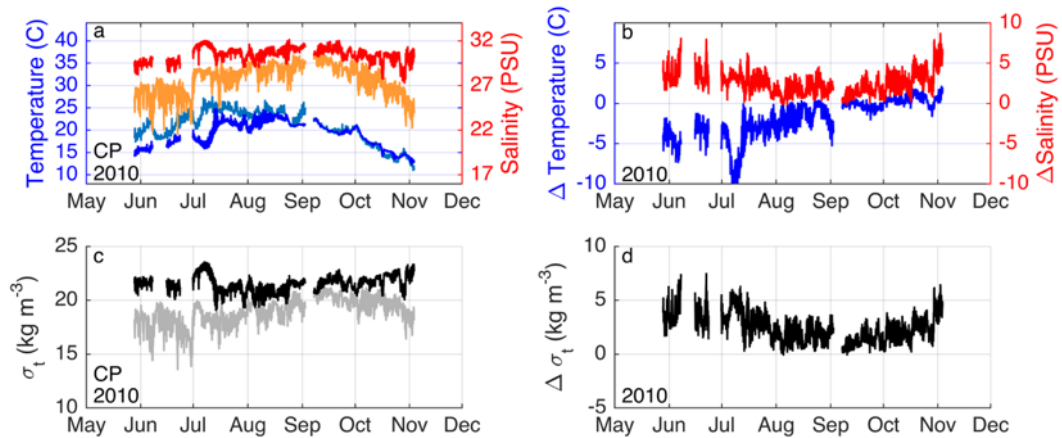 a
Temperature (C)
40
35
30
25
20
15
10
32
27
22
17
Salinity (PSU)
CP
2010
May Jun Jul Aug Sep Oct Nov Dec
b
Δ Temperature (C)
5
0
-5
-10
10
5
0
-5
-10
ΔSalinity (PSU)
2010
May Jun Jul Aug Sep Oct Nov Dec
c
σt (kg m-3)
25
20
15
10
CP
2010
May Jun Jul Aug Sep Oct Nov Dec
d
Δ σt (kg m-3)
10
5
0
-5
2010
May Jun Jul Aug Sep Oct Nov Dec